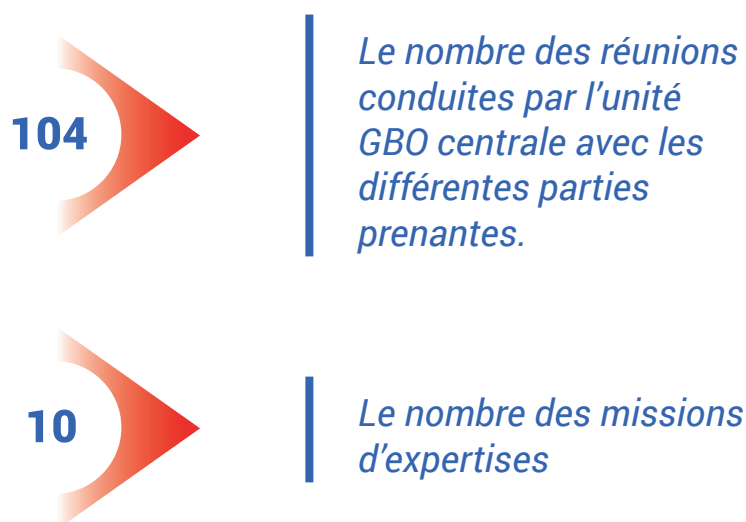 104
Le nombre des réunions
conduites par l’unité
GBO centrale avec les
différentes parties
prenantes.
10
Le nombre des missions
d’expertises